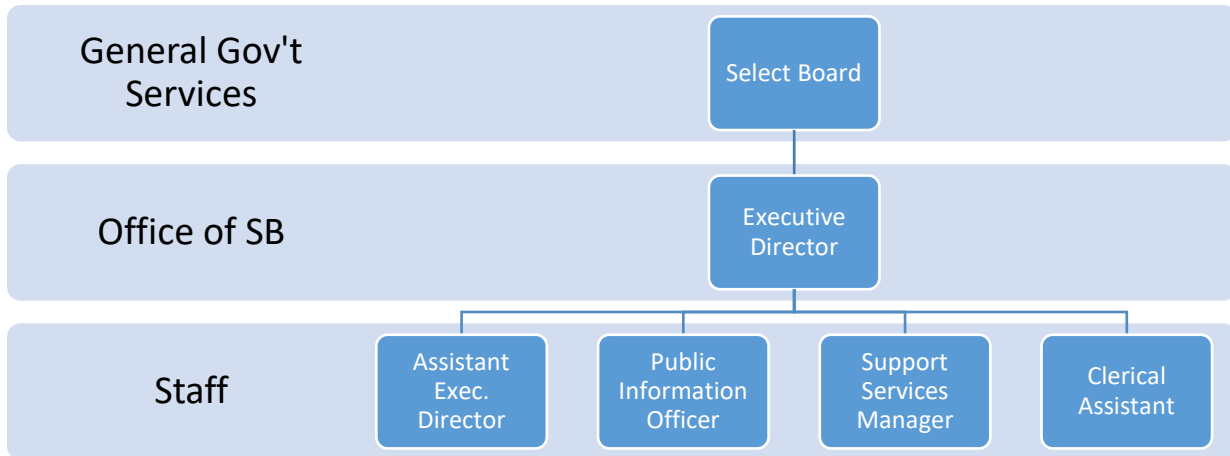 General Gov't
Services
Select Board
Office of SB
Executive
Director
Staff
Assistant
Exec.
Director
Public
Information
Officer
Support
Services
Manager
Clerical
Assistant